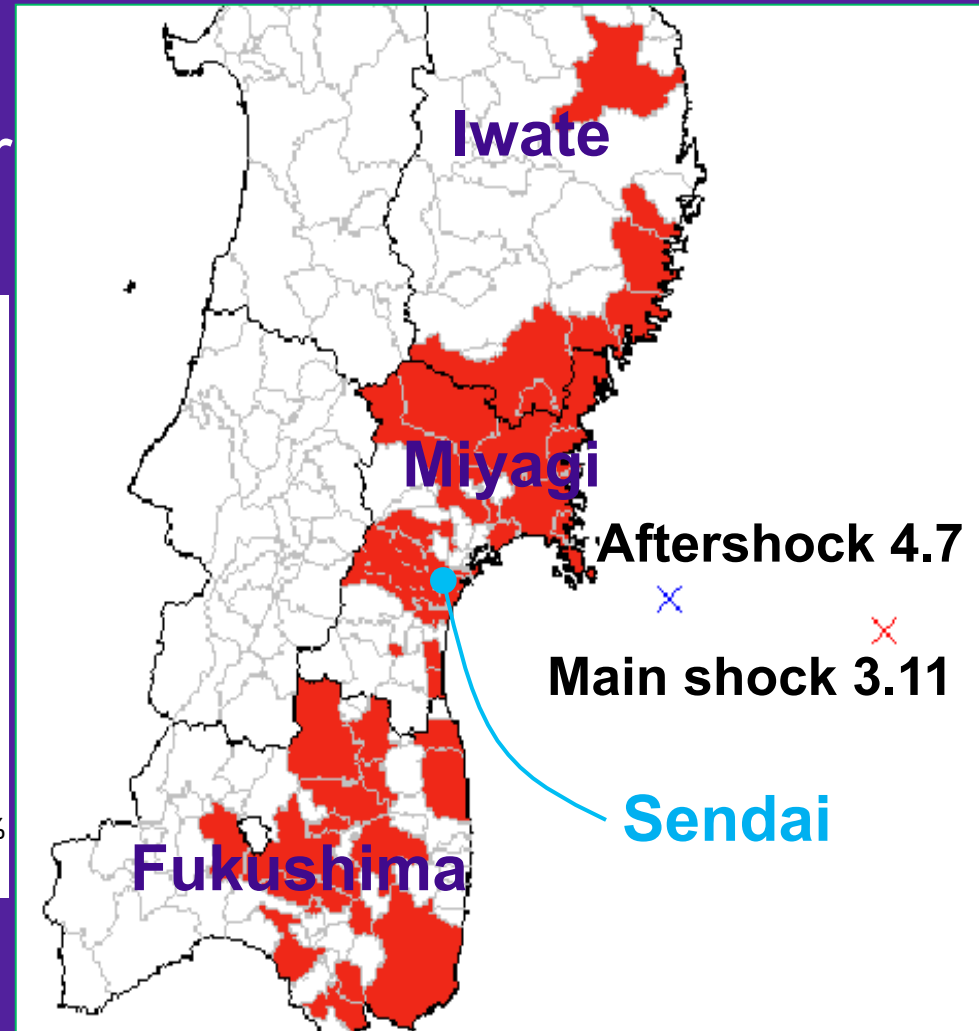 r
Iwate
Miyagi
Aftershock 4.7
Main shock 3.11
Sendai
%
Fukushima